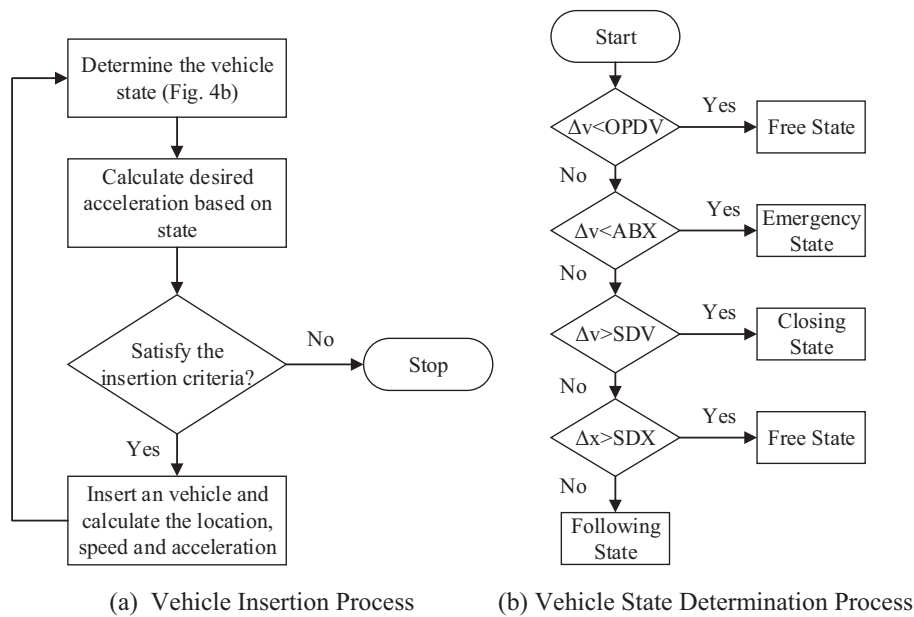 Determine the vehicle
state (Fig. 4b)
Calculate desired
acceleration based on
state
Satisfy the
insertion criteria?
No
Stop
Yes
Insert an vehicle and
calculate the location,
speed and acceleration
(a) Vehicle Insertion Process
Start
Δv<OPDV
Yes
Free State
No
Δv<ABX
Yes
Emergency
State
No
Δv>SDV
Yes
Closing
State
No
Δx>SDX
Yes
Free State
No
Following
State
(b) Vehicle State Determination Process